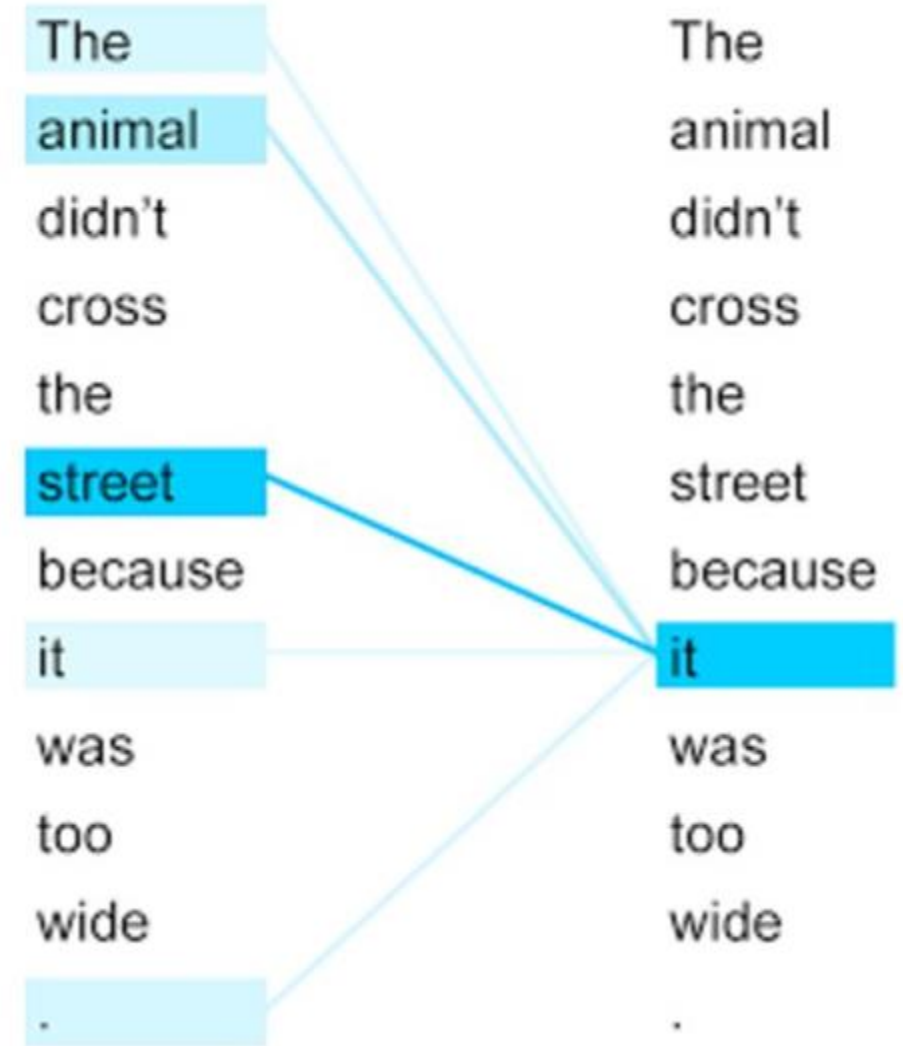 The
animal
didn't
cross
the
street
because
it
was
too
wide
.
The
animal
didn't
cross
the
street
because
it
was
too
wide
.